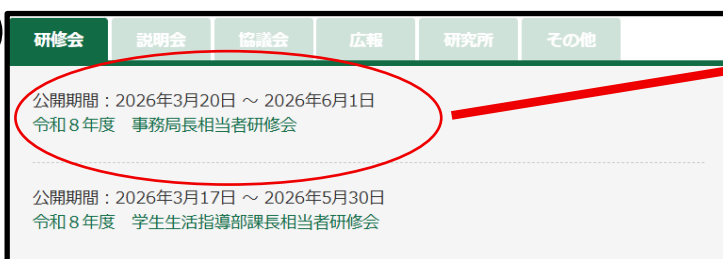 研修会 説明会 協議会 広報 研究所 その他
公開期間：2026年3月20日 ～ 2026年6月1日
令和８年度　事務局長相当者研修会
公開期間：2026年3月17日 ～ 2026年5月30日
令和８年度　学生生活指導部課長相当者研修会